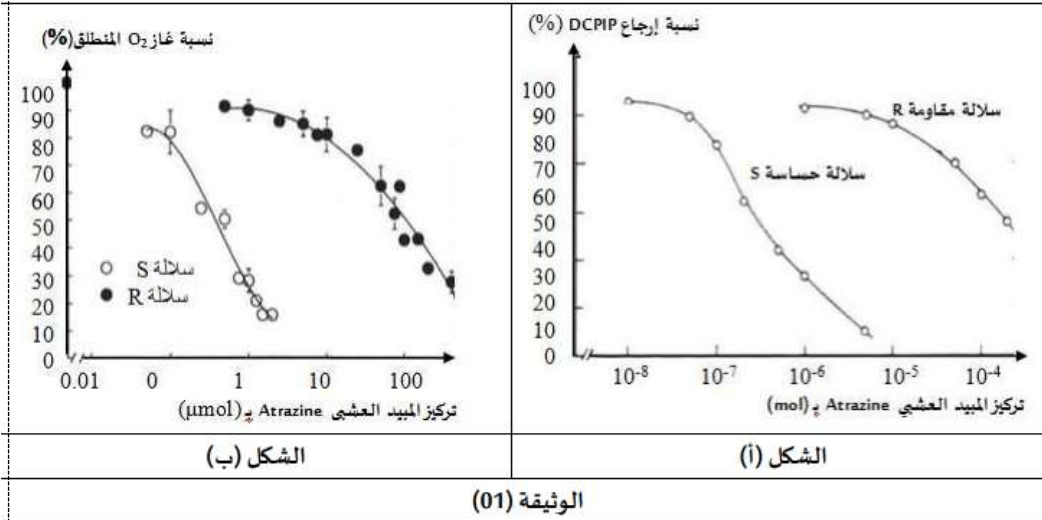 نسبة إرجاع DCPIP (%)
100
90
80
70
60
50
40
30
20
10
0
سلالة مقاومة R
سلالة حساسة S
10-8 10-7 10-6 10-5 10-4
تركيز المبيد العشبي Atrazine بـ (mol)
الشكل (أ)
نسبة غاز O2 المنطلق (%)
100
90
80
70
60
50
40
30
20
10
0
سلالة S
سلالة R
0.01 0 1 10 100
تركيز المبيد العشبي Atrazine بـ (μmol)
الشكل (ب)
الوثيقة (01)